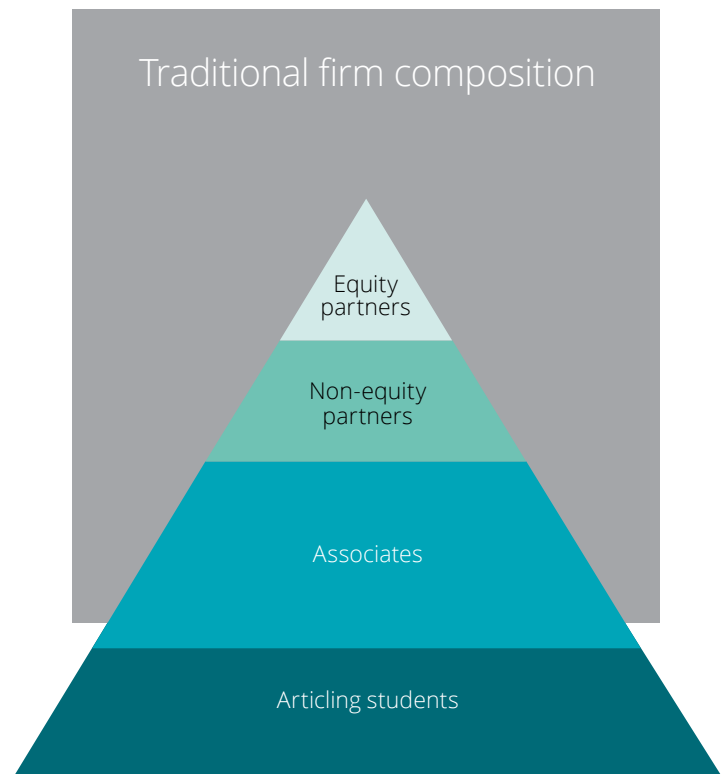 Traditional firm composition
Equity
partners
Non-equity
partners
Associates
Articling students